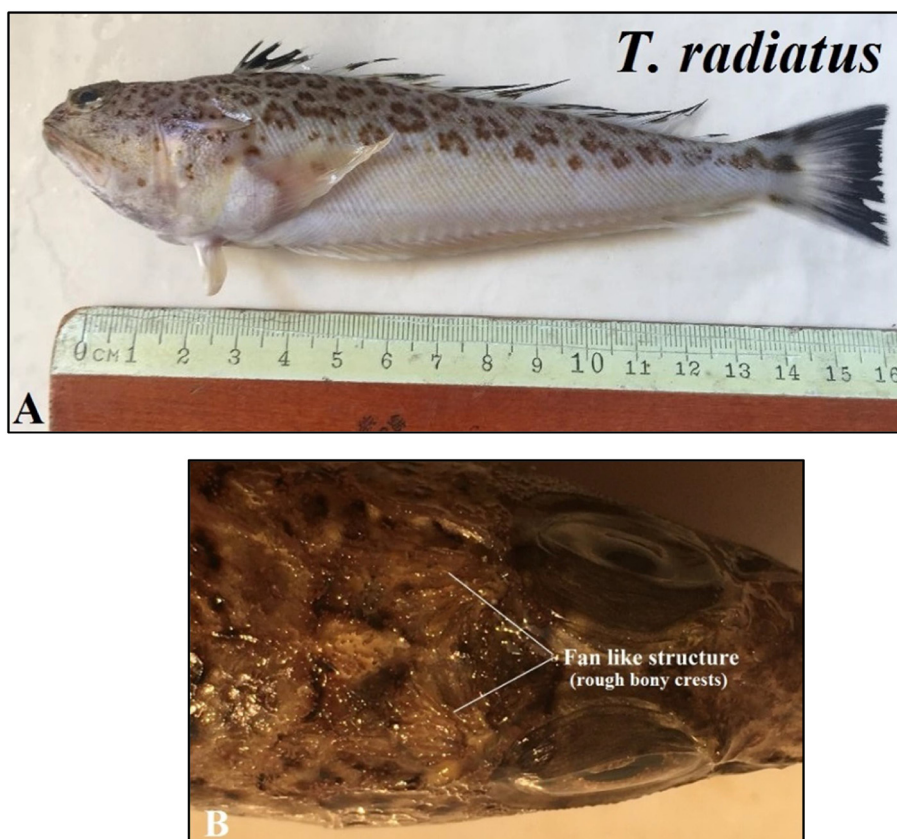 T. radiatus
0 CM 1 2 3 4 5 6 7 8 9 10 11 12 13 14 15 16
A
Fan like structure
(rough bony crests)
B